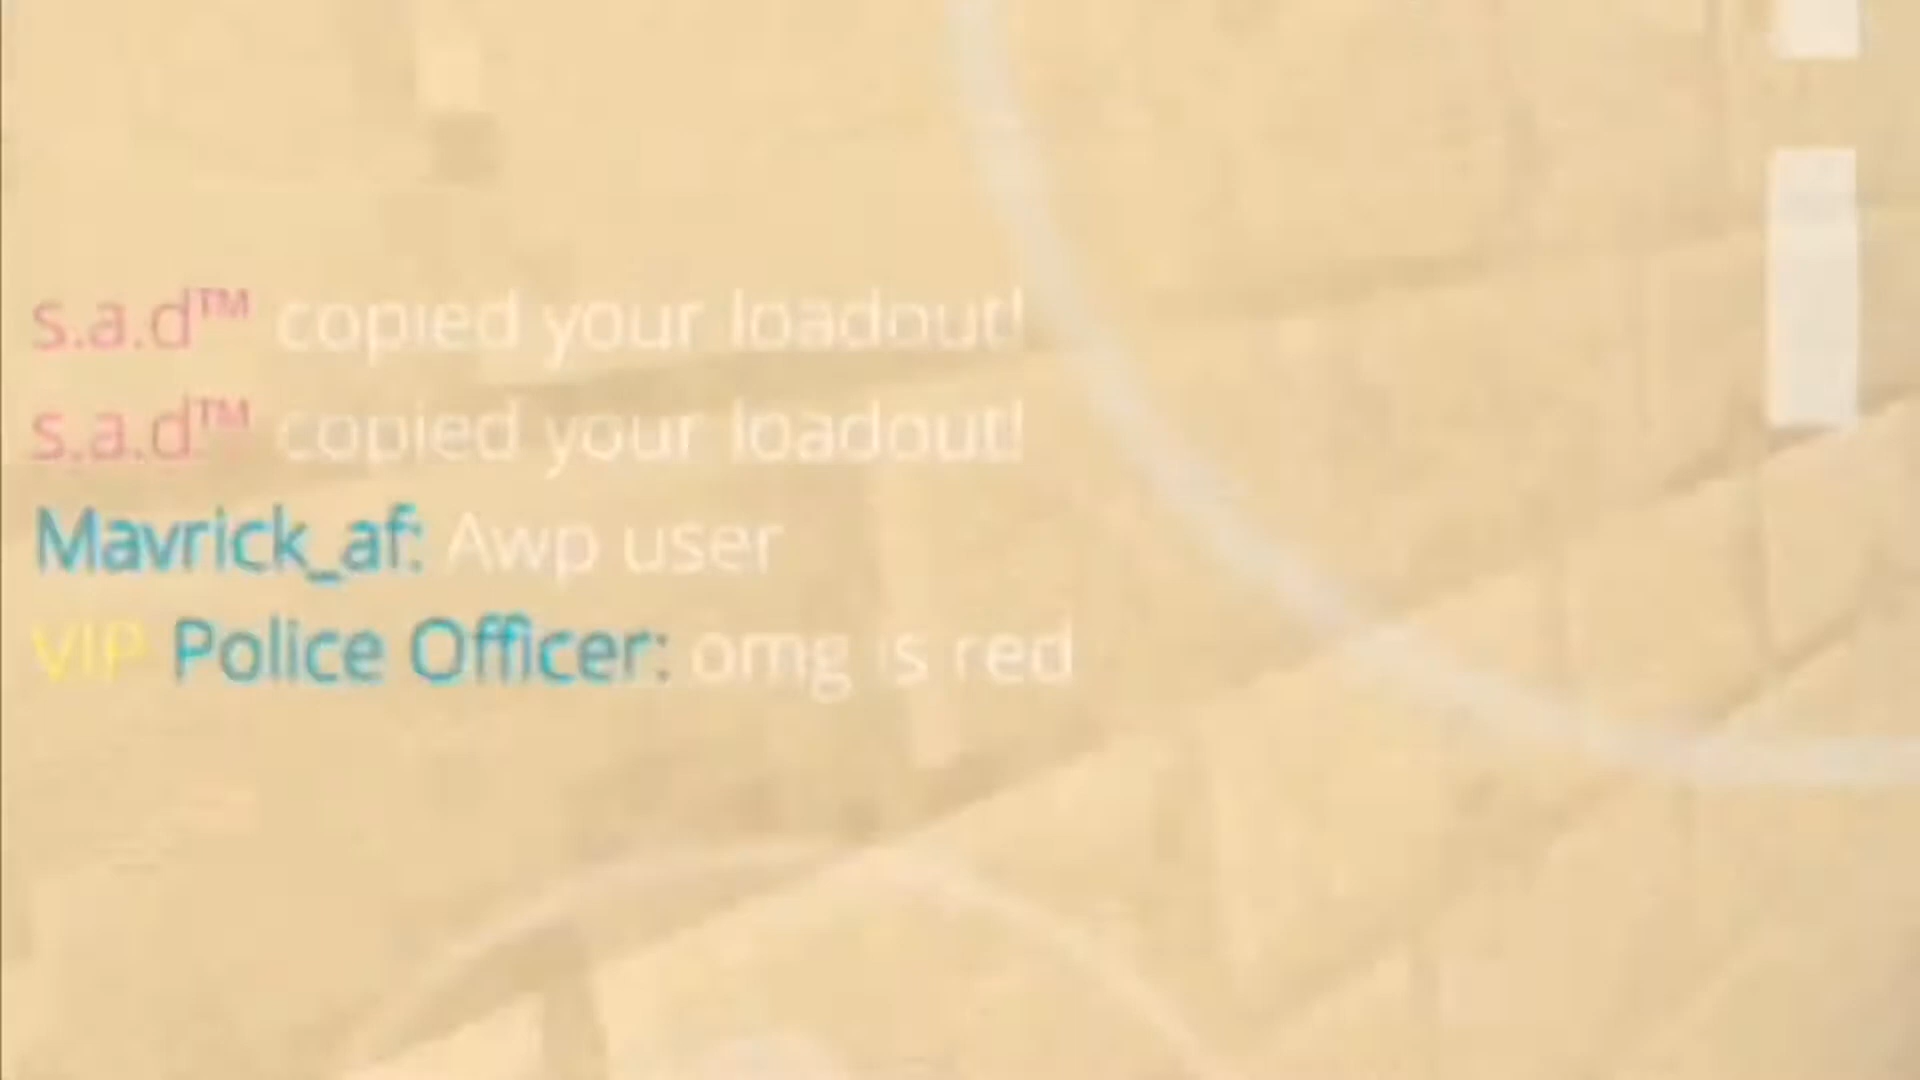 s.a.d™ copied your loadout!
s.a.d™ copied your loadout!
Mavrick_af: Awp user
VIP Police Officer: omg is red